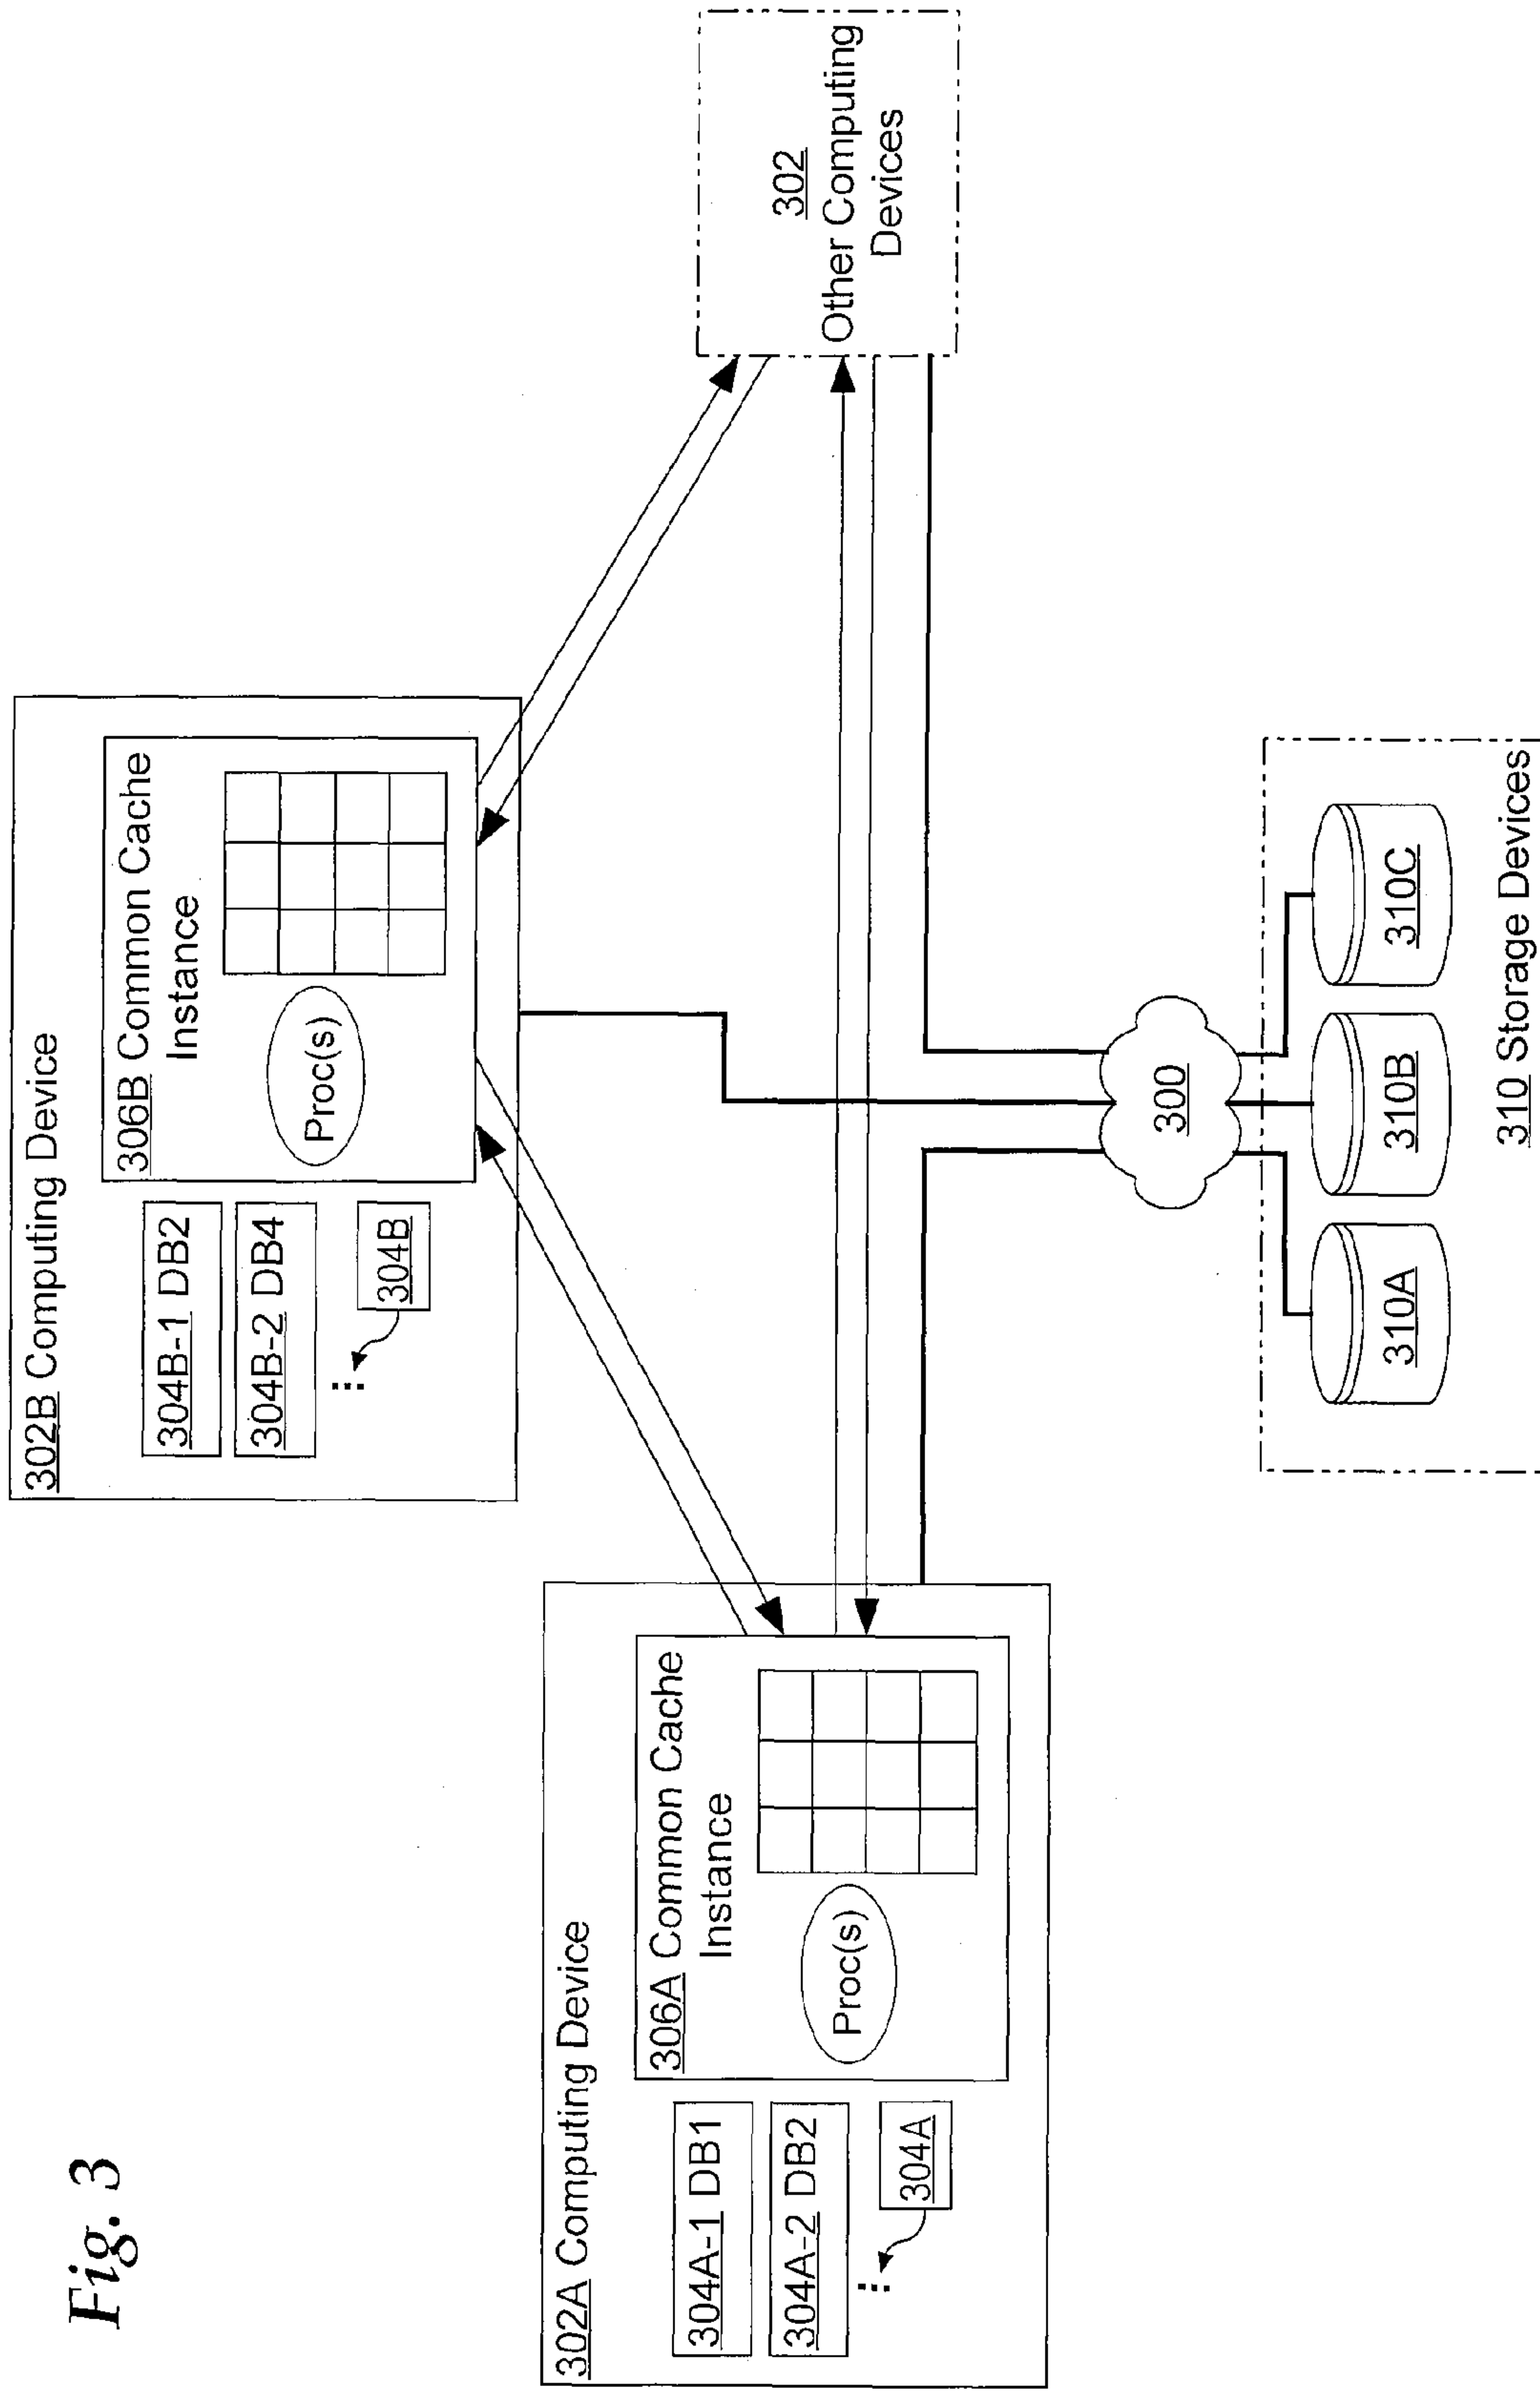 Fig. 3
302B Computing Device
304B-1 DB2
304B-2 DB4
304B
306B Common Cache
Instance
Proc(s)
302A Computing Device
304A-1 DB1
304A-2 DB2
304A
306A Common Cache
Instance
Proc(s)
302
Other Computing
Devices
300
310A
310B
310C
310 Storage Devices